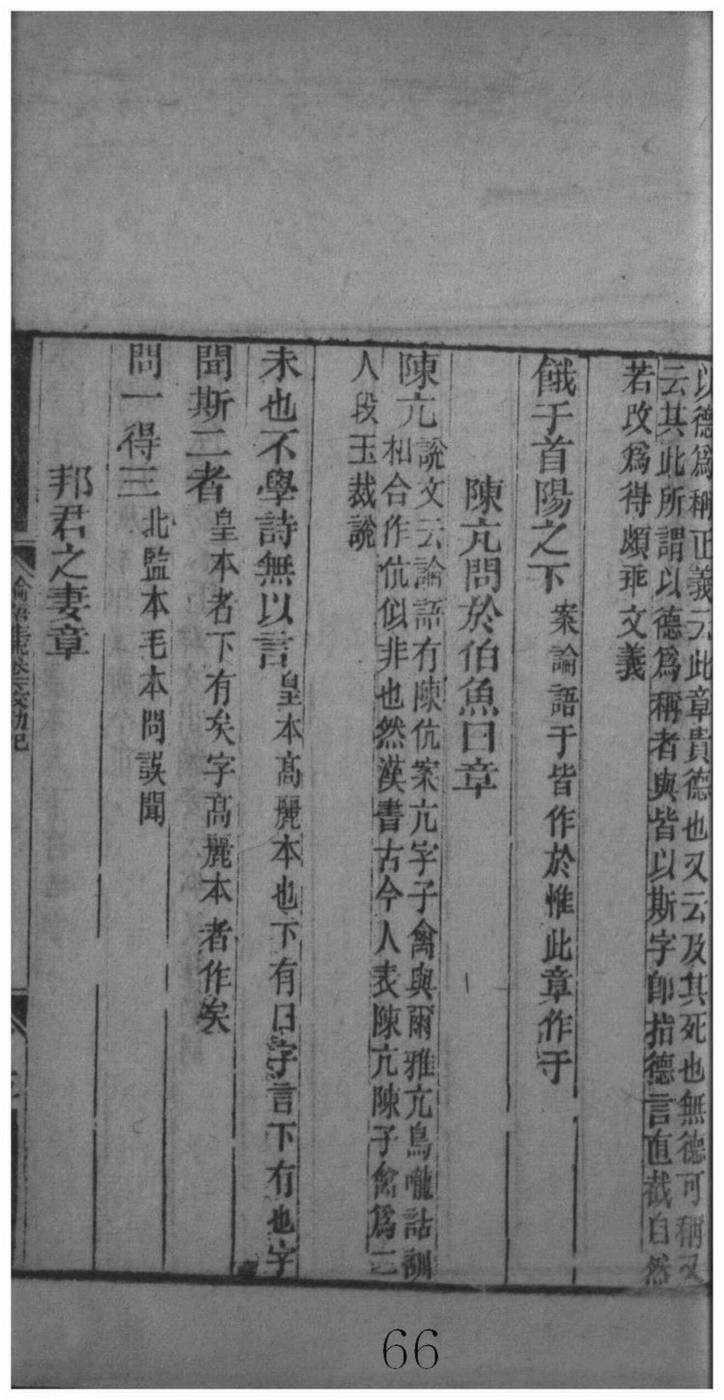 以德爲稱正義云此章貴德也又云及其死也無德可稱又
云其此所謂以德爲稱者與皆以斯字卽指德言直截自然
若改爲得頗乖文義
餓于首陽之下案論語于皆作於惟此章作于
陳亢問於伯魚曰章
陳亢說文云論語有陳伉案亢字子禽與爾雅亢鳥嚨詁訓
相合作伉似非也然漢書古今人表陳亢陳子禽爲二
人段玉裁說
未也不學詩無以言皇本高麗本也下有曰字言下有也字
聞斯二者皇本者下有矣字高麗本者作矣
問一得三北監本毛本問誤聞
邦君之妻章
66